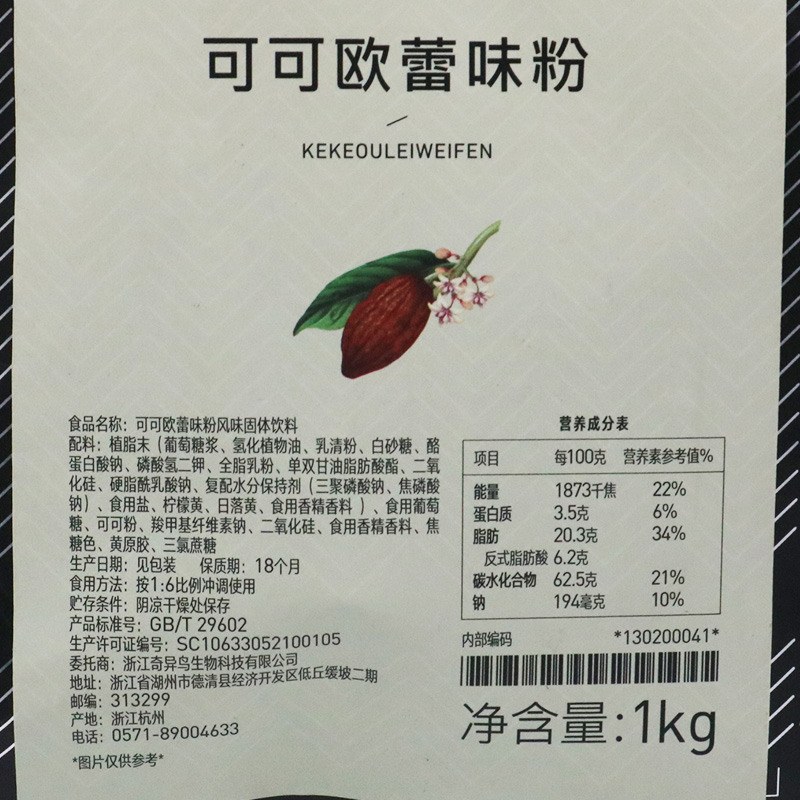 可可欧蕾味粉
KEKEOULEIWEIFEN
食品名称：可可欧蕾味粉风味固体饮料
配料：植脂末（葡萄糖浆、氢化植物油、乳清粉、白砂糖、酪
蛋白酸钠、磷酸氢二钾、全脂乳粉、单双甘油脂肪酸酯、二氧
化硅、硬脂酰乳酸钠、复配水分保持剂（三聚磷酸钠、焦磷酸
钠）、食用盐、柠檬黄、日落黄、食用香精香料 ）、食用葡萄
糖、可可粉、羧甲基纤维素钠、二氧化硅、食用香精香料、焦
糖色、黄原胶、三氯蔗糖
生产日期：见包装 保质期：18个月
食用方法：按1:6比例冲调使用
贮存条件：阴凉干燥处保存
产品标准号：GB/T 29602
生产许可证编号：SC10633052100105
委托商：浙江奇异鸟生物科技有限公司
地址：浙江省湖州市德清县经济开发区低丘缓坡二期
邮编：313299
产地：浙江杭州
电话：0571-89004633
*图片仅供参考*
营养成分表
项目 每100克 营养素参考值%
能量 1873千焦 22%
蛋白质 3.5克 6%
脂肪 20.3克 34%
反式脂肪酸 6.2克
碳水化合物 62.5克 21%
钠 194毫克 10%
内部编码 *130200041*
净含量:1kg